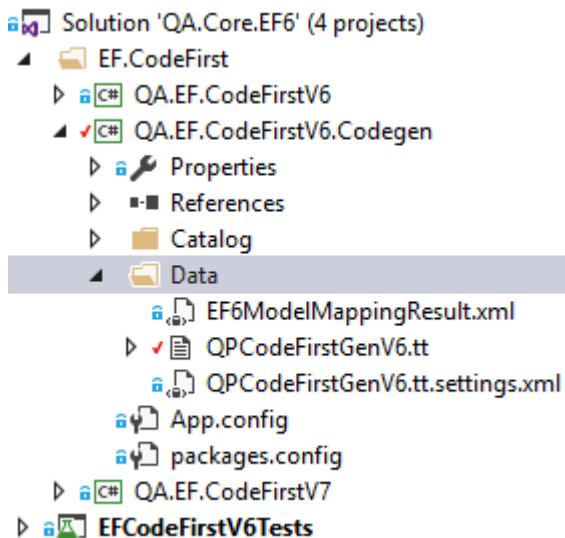 Solution 'QA.Core.EF6' (4 projects)
EF.CodeFirst
C# QA.EF.CodeFirstV6
C# QA.EF.CodeFirstV6.Codegen
Properties
References
Catalog
Data
EF6ModelMappingResult.xml
QPCodeFirstGenV6.tt
QPCodeFirstGenV6.tt.settings.xml
App.config
packages.config
C# QA.EF.CodeFirstV7
EFCodeFirstV6Tests